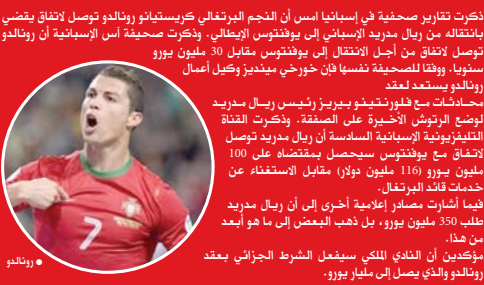 ذكرت تقارير صحفية في إسبانيا امس أن النجم البرتغالي كريستيانو رونالدو توصل لاتفاق يقضي
بانتقاله من ريال مدريد الإسباني إلى يوفنتوس الإيطالي. وذكرت صحيفة أس الإسبانية أن رونالدو
توصل لاتفاق من أجل الانتقال إلى يوفنتوس مقابل 30 مليون يورو
سنويا. ووفقا للصحيفة نفسها فإن خورخي مينديز وكيل أعمال
رونالدو يستعد لعقد
محادثات مع فلورنتينو بيريز رئيس ريال مدريد
لوضع الرتوش الأخيرة على الصفقة. وذكرت القناة
التليفزيونية الإسبانية السادسة أن ريال مدريد توصل
لاتفاق مع يوفنتوس سيحصل بمقتضاه على 100
مليون يورو (116 مليون دولار) مقابل الاستغناء عن
خدمات قائد البرتغال.
فيما أشارت مصادر إعلامية أخرى إلى أن ريال مدريد
طلب 350 مليون يورو، بل ذهب البعض إلى ما هو أبعد
من هذا.
مؤكدين أن النادي الملكي سيفعل الشرط الجزائي بعقد
رونالدو والذي يصل إلى مليار يورو.
● رونالدو
7